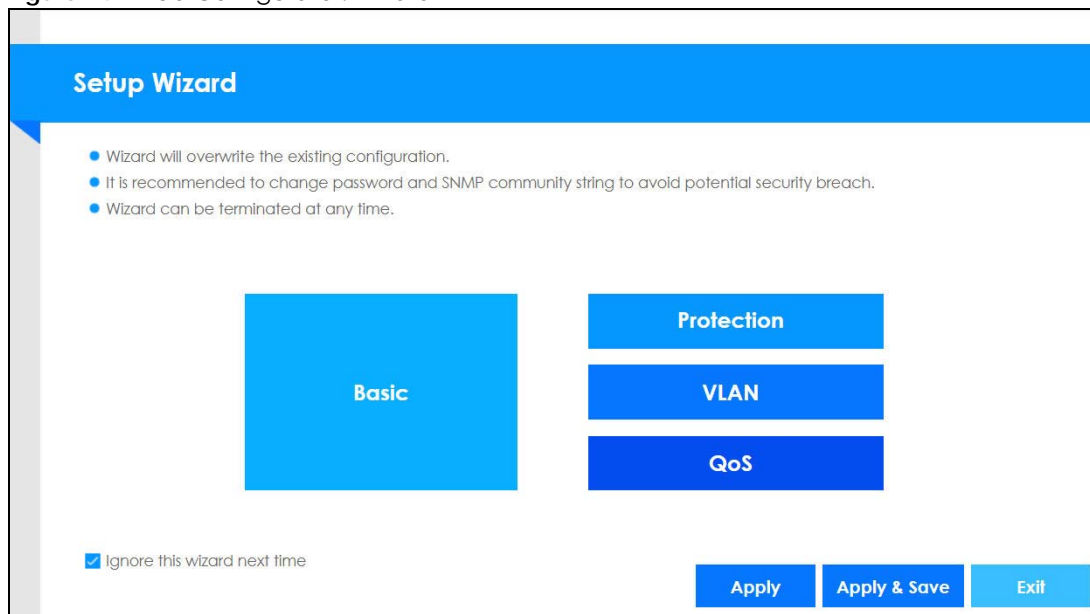 Setup Wizard
Wizard will overwrite the existing configuration.
It is recommended to change password and SNMP community string to avoid potential security breach.
Wizard can be terminated at any time.
Basic
Protection
VLAN
QoS
Ignore this wizard next time
Apply
Apply & Save
Exit